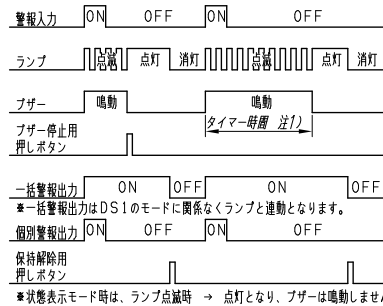 警報入力 ON OFF ON OFF
ランプ 点滅 点灯 消灯 点滅 点灯 消灯
ブザー 鳴動 鳴動
タイマー時間 注1)
ブザー停止用
押しボタン
一括警報出力 ON OFF ON OFF
※一括警報出力はDS1のモードに関係なくランプと連動となります。
個別警報出力 ON OFF ON OFF
保持解除用
押しボタン
※状態表示モード時は、ランプ点滅時 → 点灯となり、ブザーは鳴動しませ